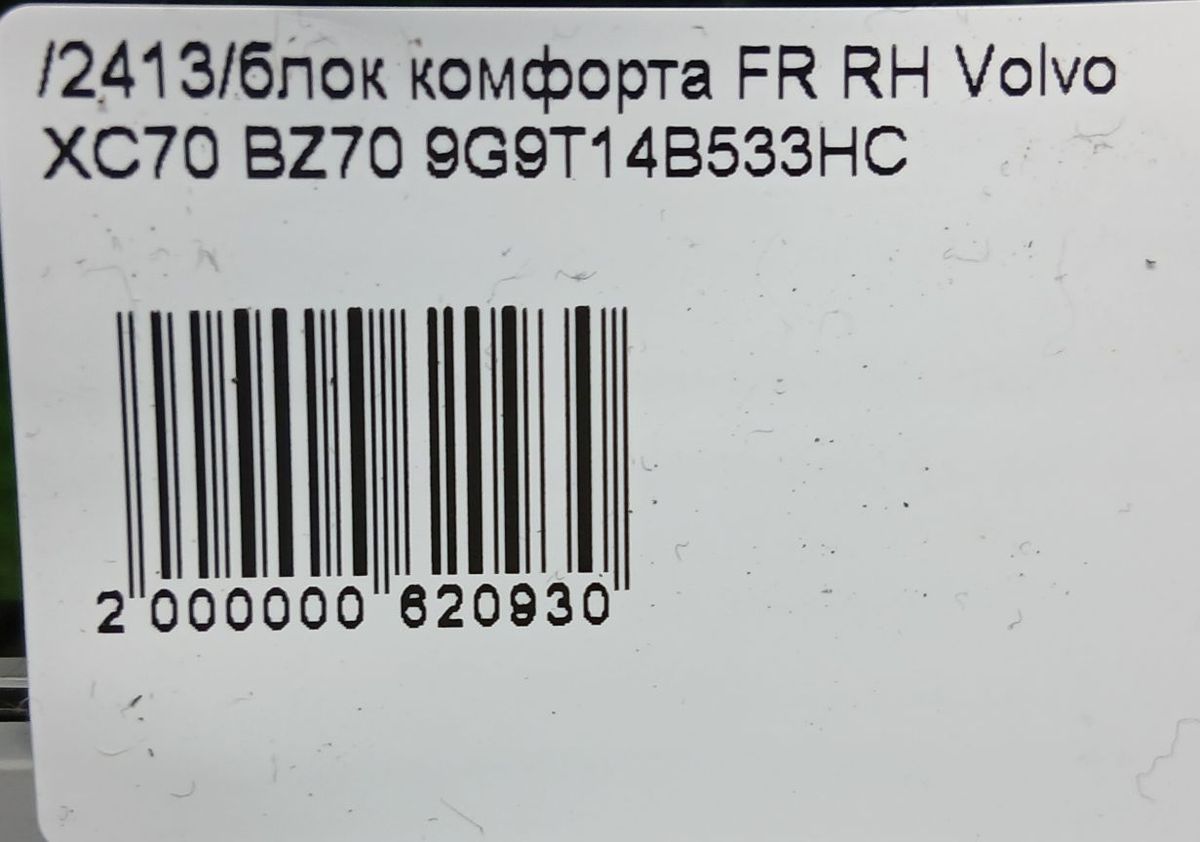 /2413/блок комфорта FR RH Volvo
XC70 BZ70 9G9T14B533HC
2 000000 620930